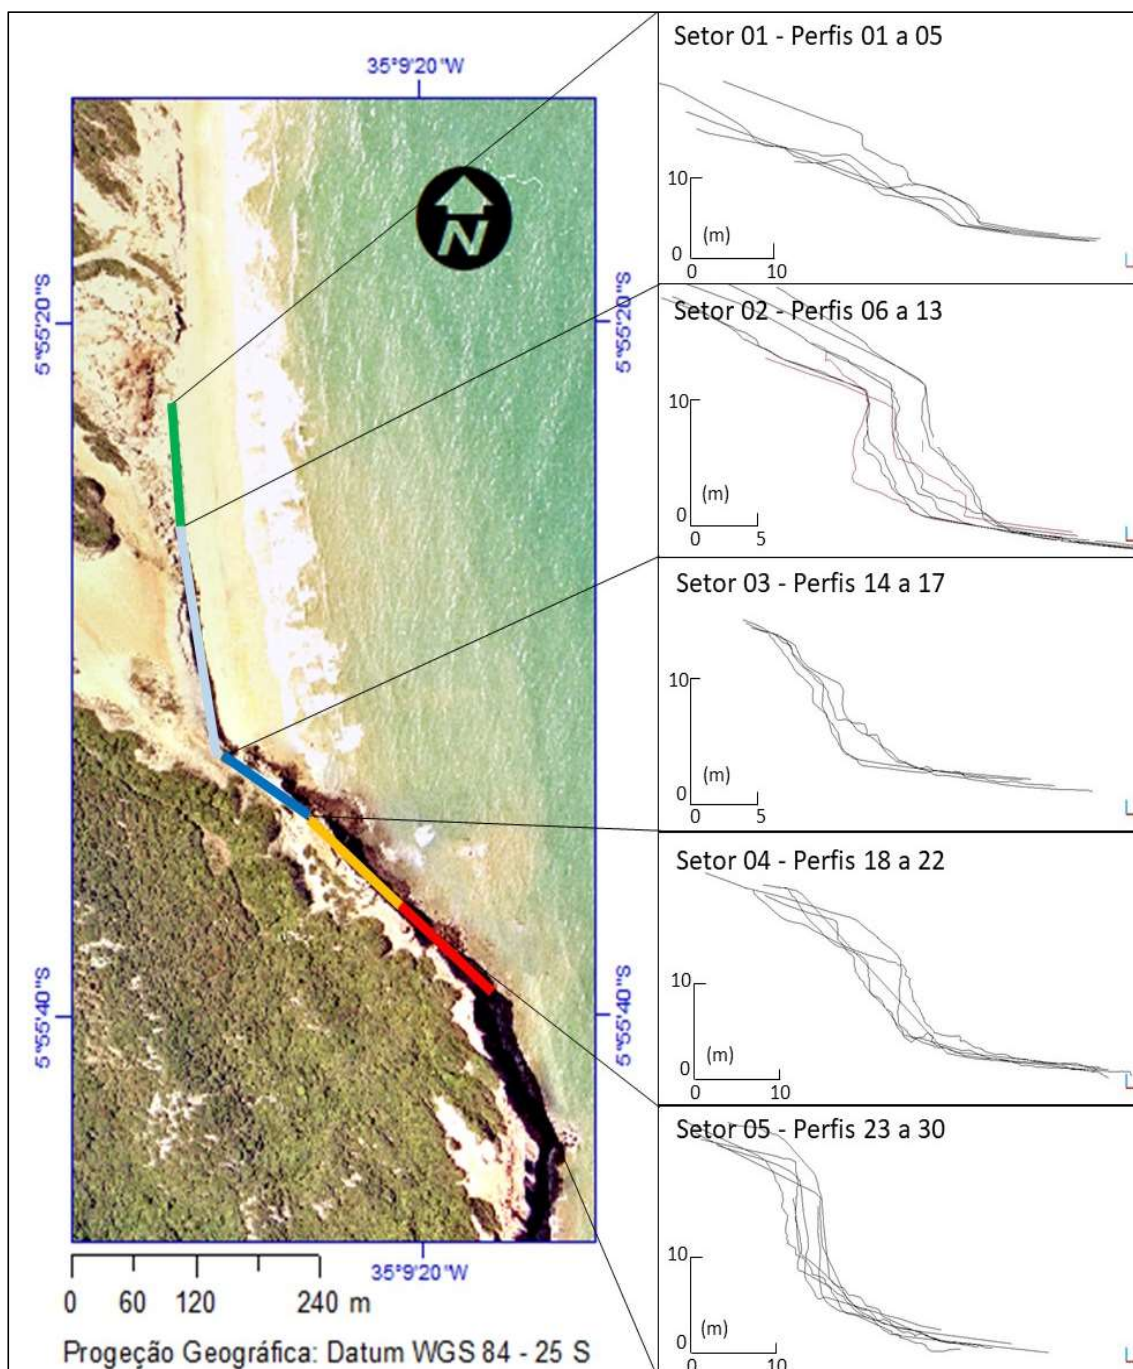 35°9'20"W
5°55'20"S
5°55'20"S
N
5°55'40"S
5°55'40"S
35°9'20"W
0 60 120 240 m
Progeção Geográfica: Datum WGS 84 - 25 S
Setor 01 - Perfis 01 a 05
10
(m)
0
0 10
Setor 02 - Perfis 06 a 13
10
(m)
0
0 5
Setor 03 - Perfis 14 a 17
10
(m)
0
0 5
Setor 04 - Perfis 18 a 22
10
(m)
0
0 10
Setor 05 - Perfis 23 a 30
10
(m)
0
0 10